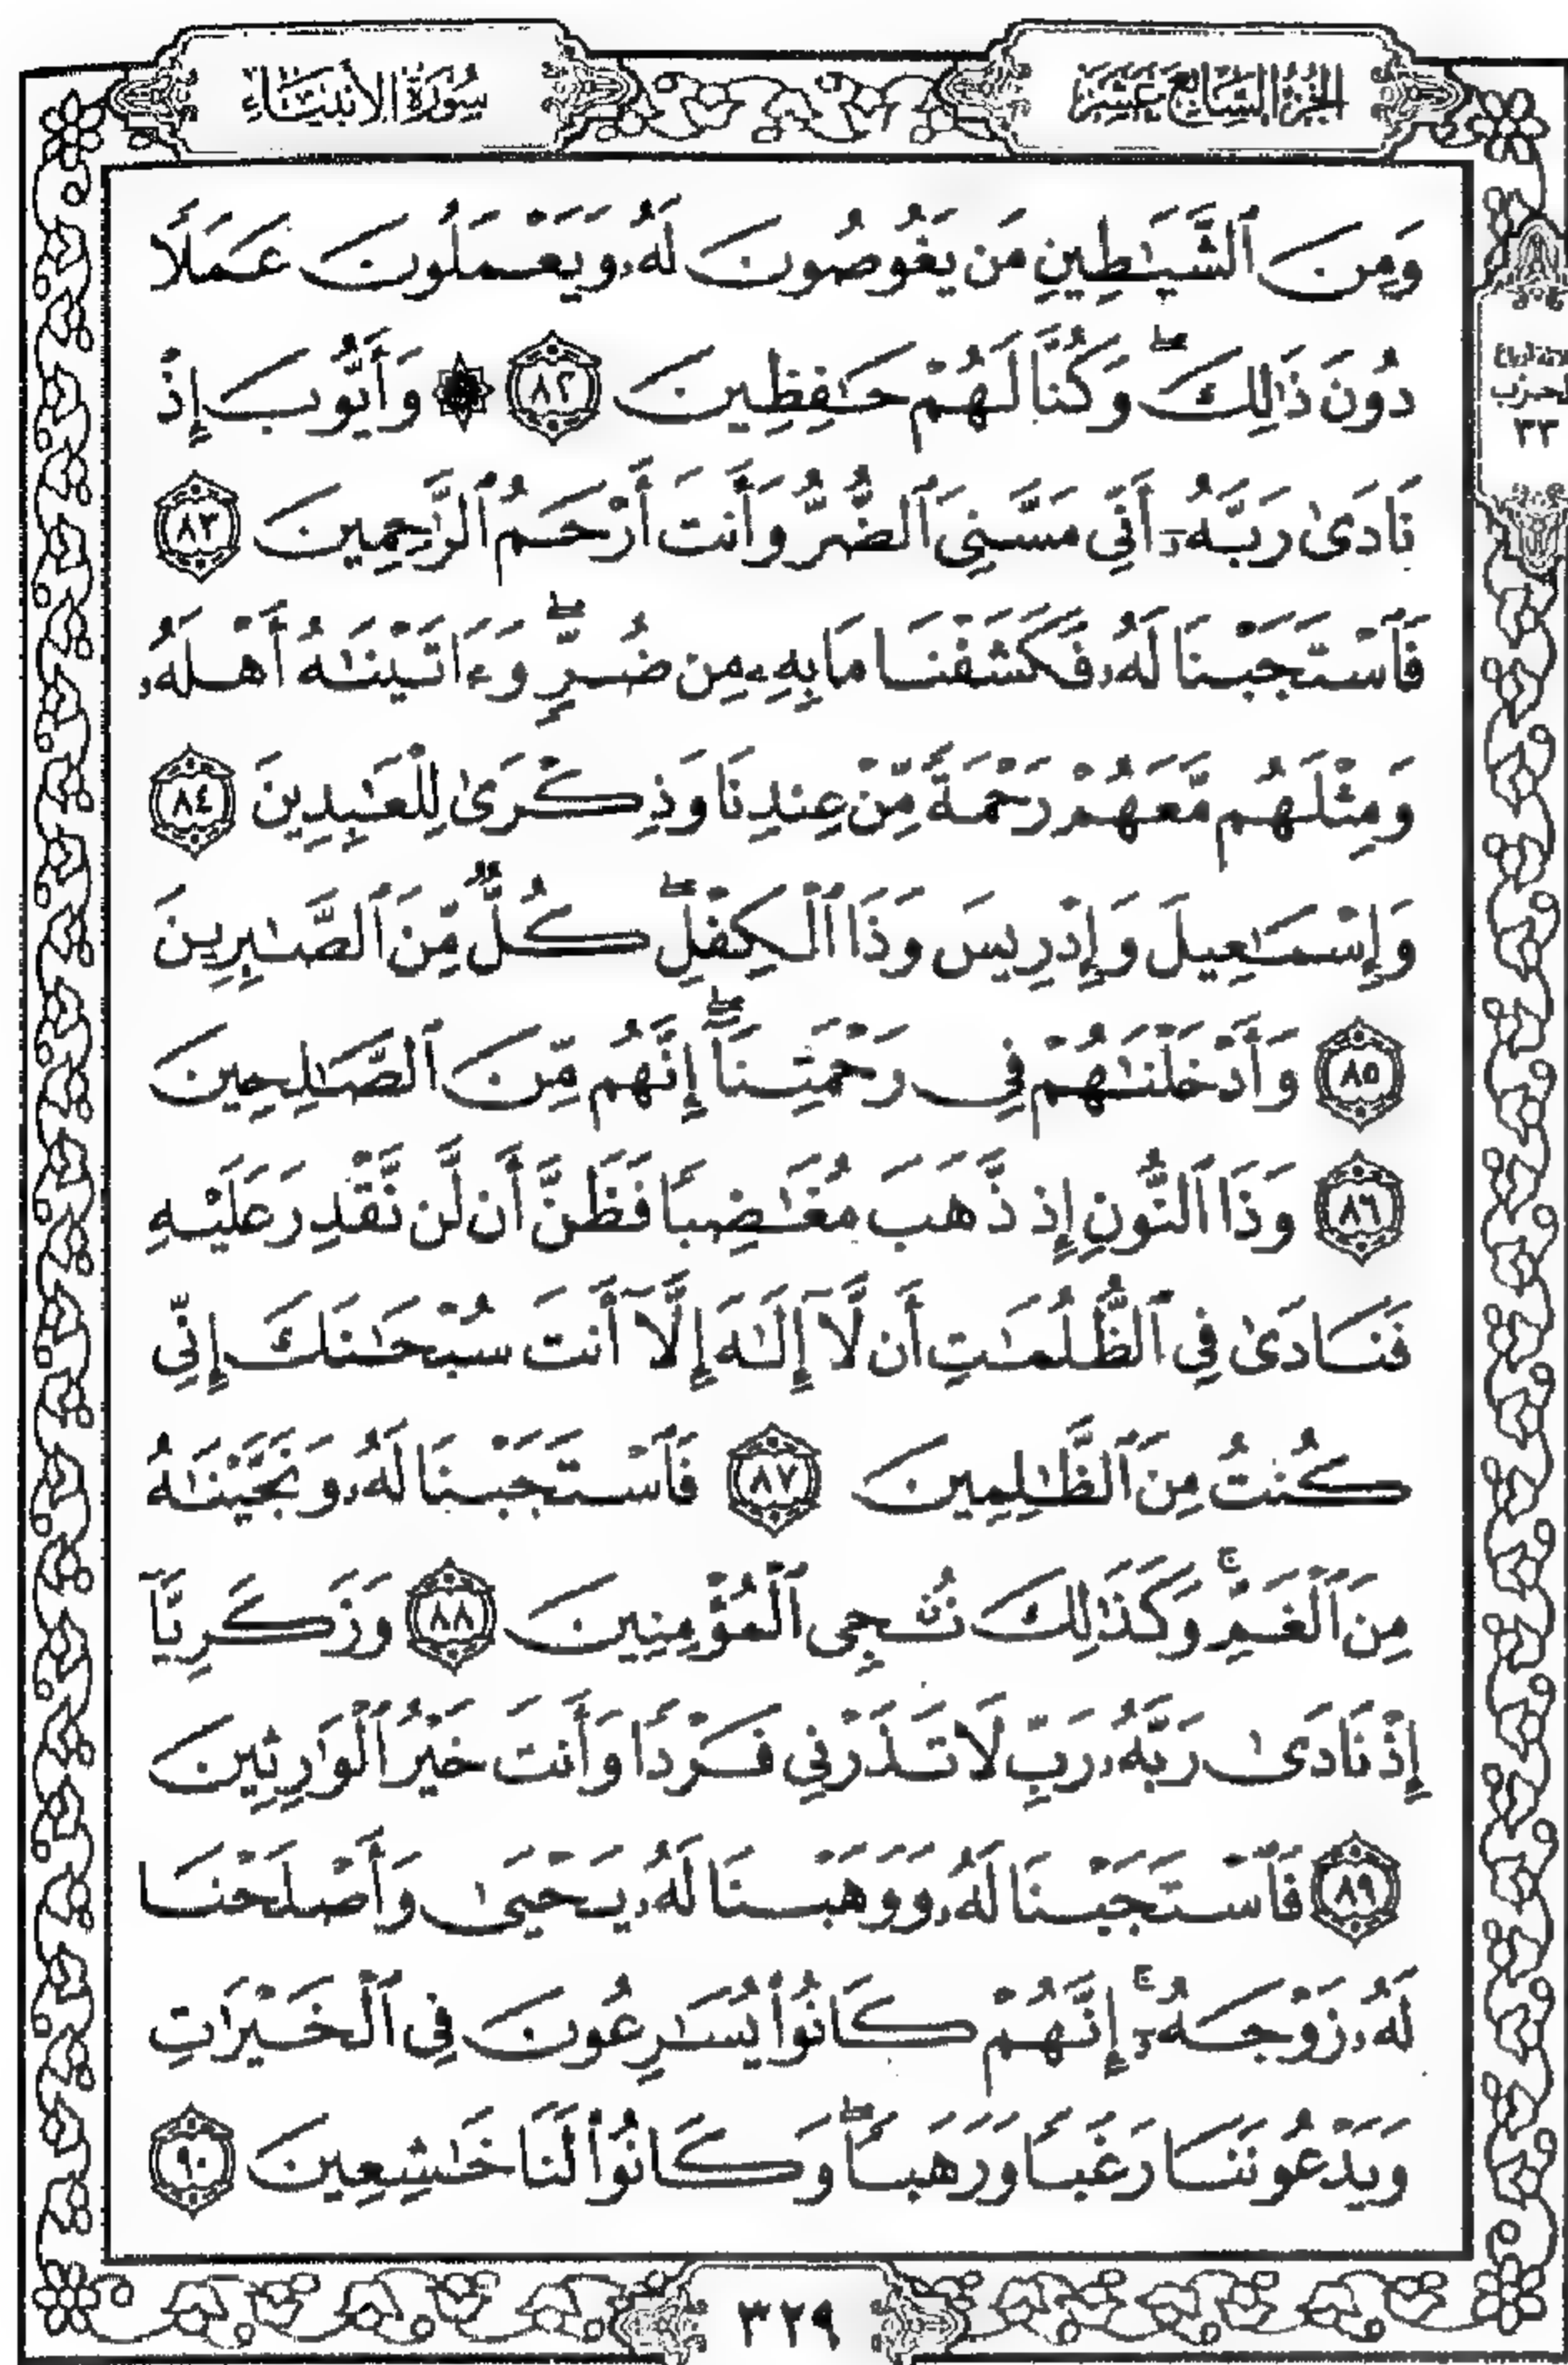 الجزء السابع عشر
سورة الأنبياء
وَمِنَ ٱلشَّيَٰطِينِ مَن يَغُوصُونَ لَهُۥ وَيَعْمَلُونَ عَمَلًا
دُونَ ذَٰلِكَ ۖ وَكُنَّا لَهُمْ حَٰفِظِينَ ٨٢ ۞ وَأَيُّوبَ إِذْ
نَادَىٰ رَبَّهُۥٓ أَنِّى مَسَّنِىَ ٱلضُّرُّ وَأَنتَ أَرْحَمُ ٱلرَّٰحِمِينَ ٨٣
فَٱسْتَجَبْنَا لَهُۥ فَكَشَفْنَا مَا بِهِۦ مِن ضُرٍّ ۖ وَءَاتَيْنَٰهُ أَهْلَهُۥ
وَمِثْلَهُم مَّعَهُمْ رَحْمَةً مِّنْ عِندِنَا وَذِكْرَىٰ لِلْعَٰبِدِينَ ٨٤
وَإِسْمَٰعِيلَ وَإِدْرِيسَ وَذَا ٱلْكِفْلِ ۖ كُلٌّ مِّنَ ٱلصَّٰبِرِينَ
٨٥ وَأَدْخَلْنَٰهُمْ فِى رَحْمَتِنَآ ۖ إِنَّهُم مِّنَ ٱلصَّٰلِحِينَ
٨٦ وَذَا ٱلنُّونِ إِذ ذَّهَبَ مُغَٰضِبًا فَظَنَّ أَن لَّن نَّقْدِرَ عَلَيْهِ
فَنَادَىٰ فِى ٱلظُّلُمَٰتِ أَن لَّآ إِلَٰهَ إِلَّآ أَنتَ سُبْحَٰنَكَ إِنِّى
كُنتُ مِنَ ٱلظَّٰلِمِينَ ٨٧ فَٱسْتَجَبْنَا لَهُۥ وَنَجَّيْنَٰهُ
مِنَ ٱلْغَمِّ ۚ وَكَذَٰلِكَ نُۨجِى ٱلْمُؤْمِنِينَ ٨٨ وَزَكَرِيَّآ
إِذْ نَادَىٰ رَبَّهُۥ رَبِّ لَا تَذَرْنِى فَرْدًا وَأَنتَ خَيْرُ ٱلْوَٰرِثِينَ
٨٩ فَٱسْتَجَبْنَا لَهُۥ وَوَهَبْنَا لَهُۥ يَحْيَىٰ وَأَصْلَحْنَا
لَهُۥ زَوْجَهُۥٓ ۚ إِنَّهُمْ كَانُوا۟ يُسَٰرِعُونَ فِى ٱلْخَيْرَٰتِ
وَيَدْعُونَنَا رَغَبًا وَرَهَبًا ۖ وَكَانُوا۟ لَنَا خَٰشِعِينَ ٩٠
حزب
٣٣
٣٢٩